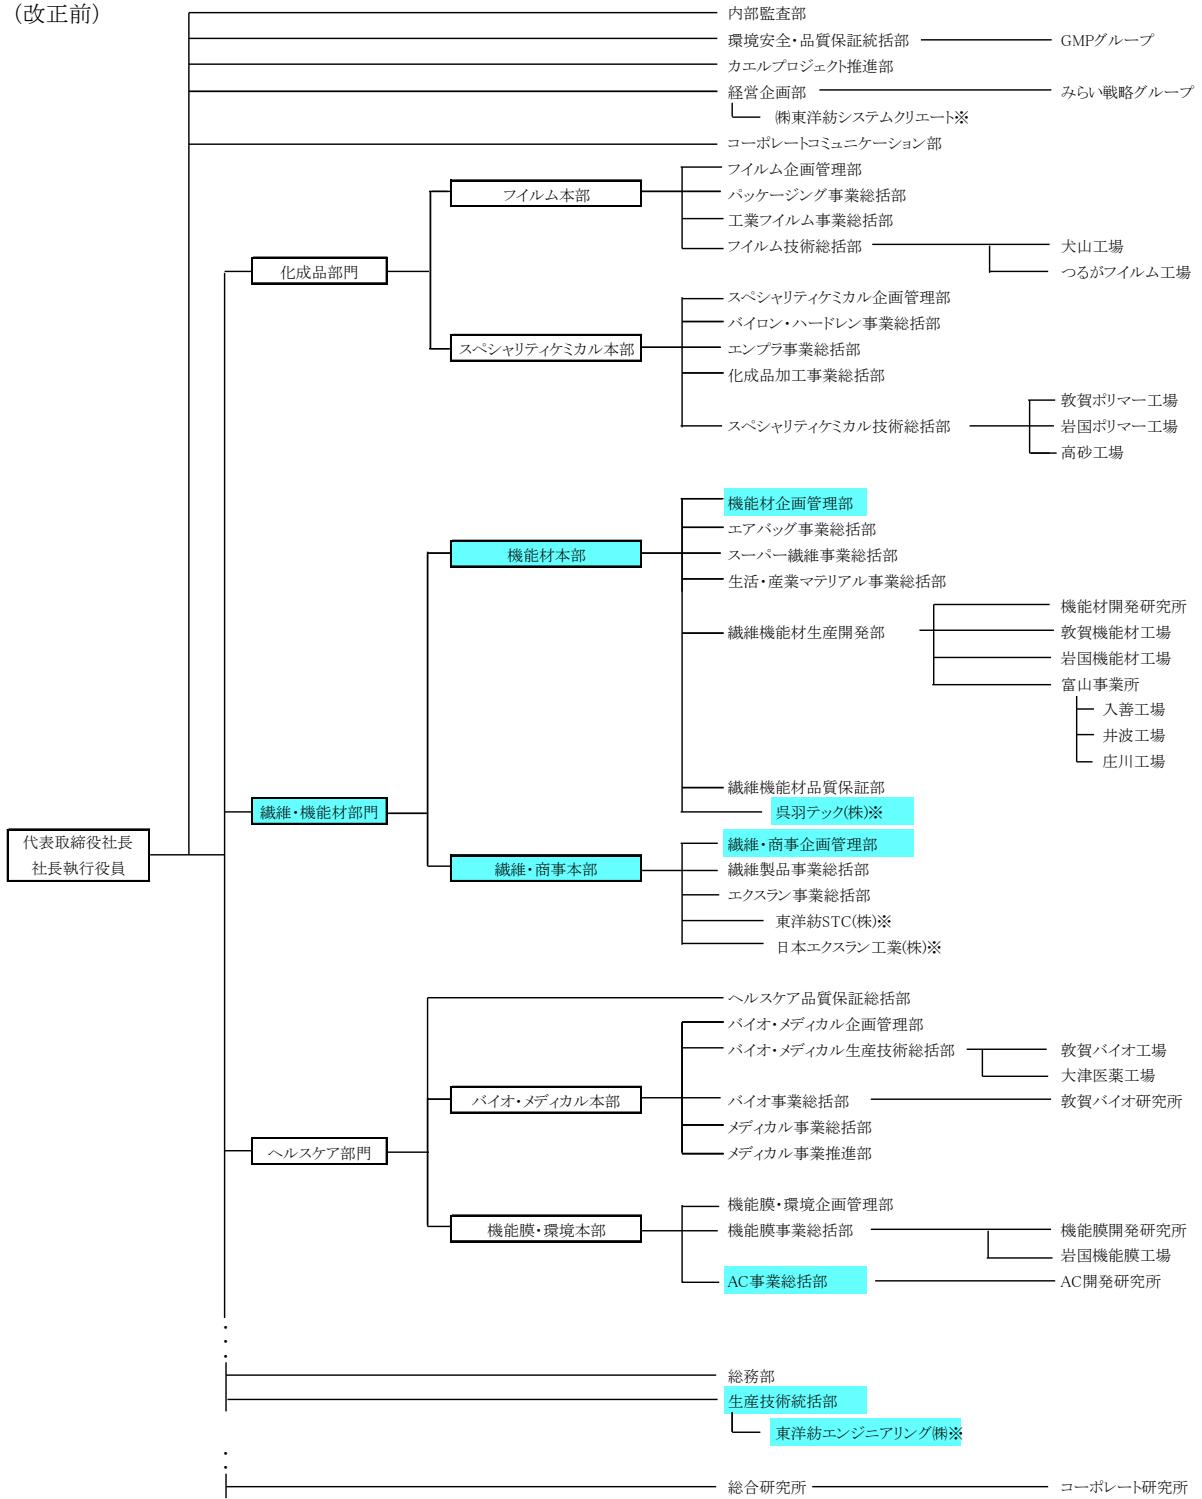 (改正前)
内部監査部
環境安全・品質保証統括部
GMPグループ
カエルプロジェクト推進部
経営企画部
みらい戦略グループ
㈱東洋紡システムクリエート※
コーポレートコミュニケーション部
フイルム企画管理部
フイルム本部
パッケージング事業総括部
工業フイルム事業総括部
フイルム技術総括部
犬山工場
化成品部門
つるがフイルム工場
スペシャリティケミカル企画管理部
バイロン・ハードレン事業総括部
スペシャリティケミカル本部
エンプラ事業総括部
化成品加工事業総括部
敦賀ポリマー工場
スペシャリティケミカル技術総括部
岩国ポリマー工場
高砂工場
機能材企画管理部
エアバッグ事業総括部
機能材本部
スーパー繊維事業総括部
生活・産業マテリアル事業総括部
機能材開発研究所
繊維機能材生産開発部
敦賀機能材工場
岩国機能材工場
富山事業所
入善工場
井波工場
庄川工場
繊維機能材品質保証部
繊維・機能材部門
呉羽テック(株)※
代表取締役社長
社長執行役員
繊維・商事企画管理部
繊維・商事本部
繊維製品事業総括部
エクスラン事業総括部
東洋紡STC(株)※
日本エクスラン工業(株)※
ヘルスケア品質保証総括部
バイオ・メディカル企画管理部
バイオ・メディカル生産技術総括部
敦賀バイオ工場
大津医薬工場
バイオ・メディカル本部
バイオ事業総括部
敦賀バイオ研究所
メディカル事業総括部
ヘルスケア部門
メディカル事業推進部
機能膜・環境企画管理部
機能膜・環境本部
機能膜事業総括部
機能膜開発研究所
岩国機能膜工場
AC事業総括部
AC開発研究所
総務部
生産技術統括部
東洋紡エンジニアリング㈱※
総合研究所
コーポレート研究所